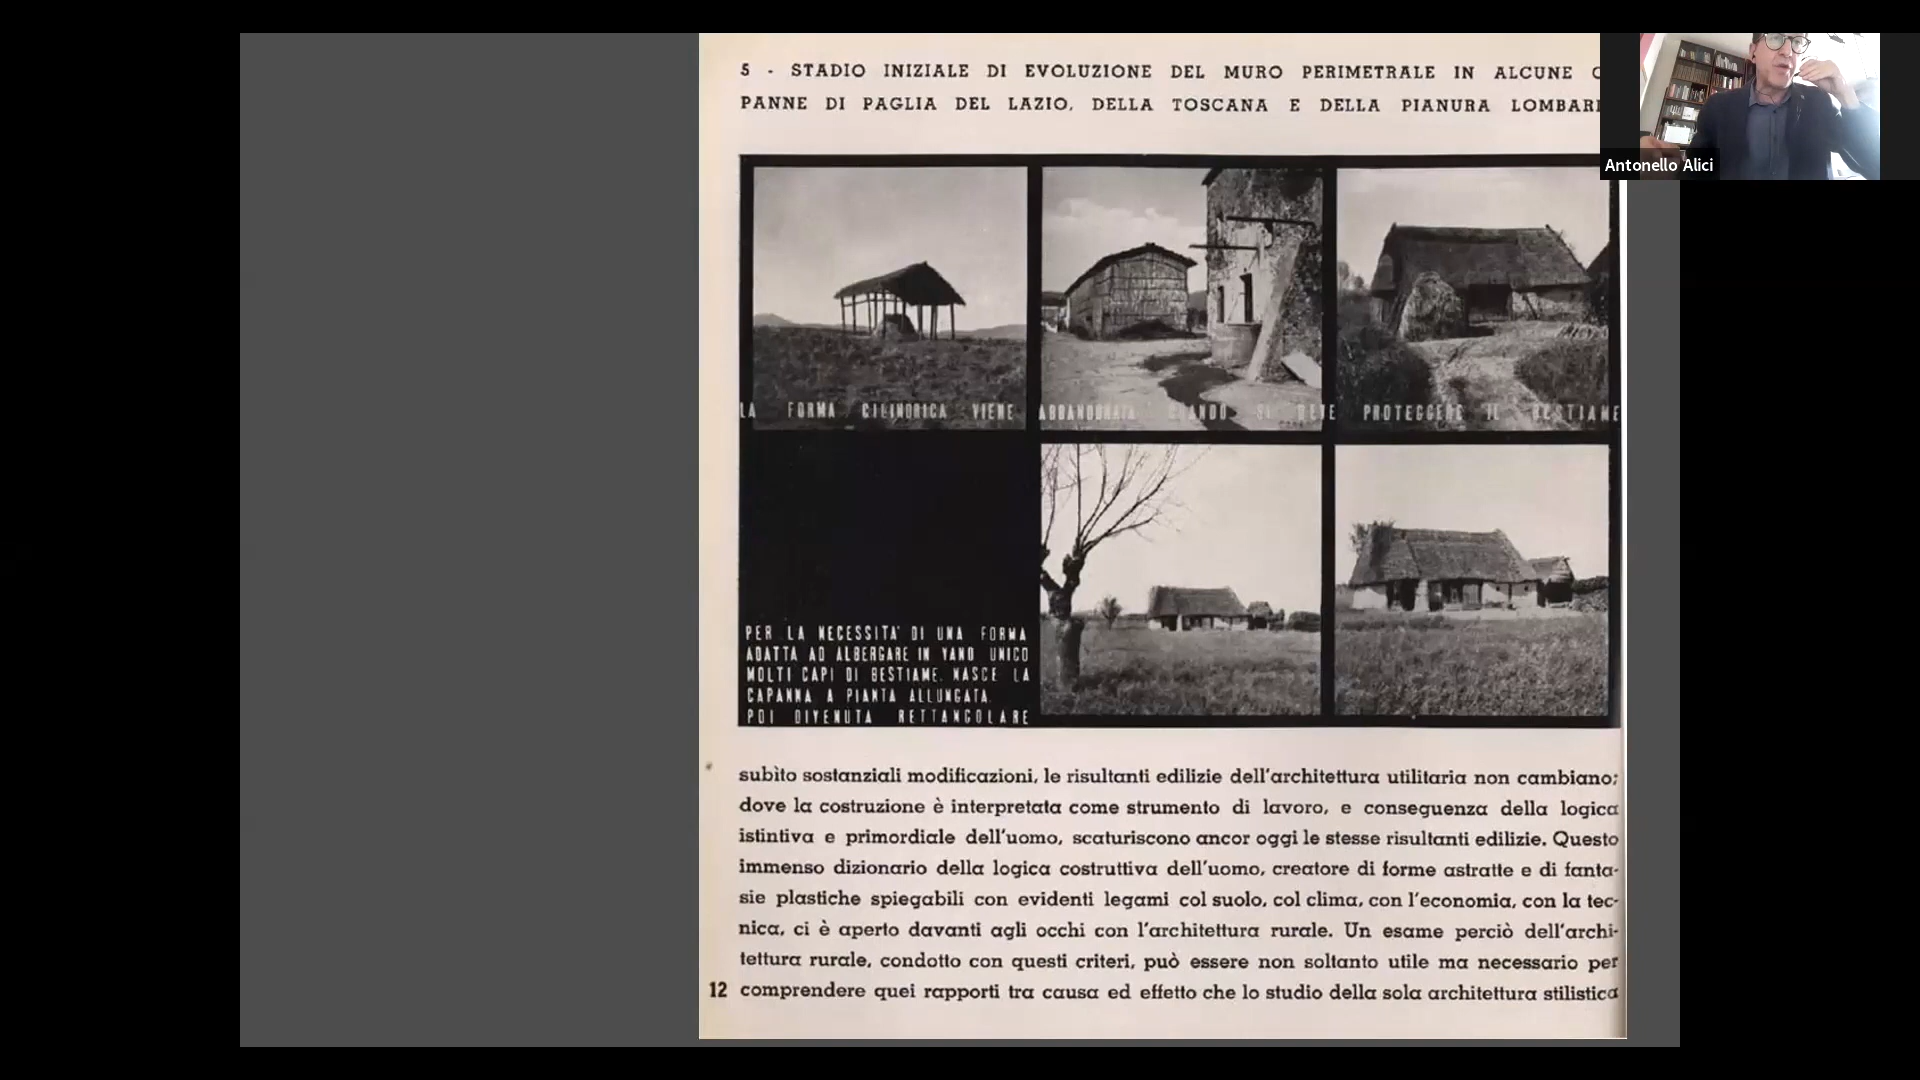 5 - STADIO INIZIALE DI EVOLUZIONE DEL MURO PERIMETRALE IN ALCUNE
PANNE DI PAGLIA DEL LAZIO, DELLA TOSCANA E DELLA PIANURA LOMBAR
Antonello Alici
LA FORMA CILINDRICA VIENE ABBANDONATA QUANDO SI DEVE PROTEGGERE IL BESTIAME
PER LA NECESSITA' DI UNA FORMA
ADATTA AD ALBERGARE IN VANO UNICO
MOLTI CAPI DI BESTIAME, NASCE LA
CAPANNA A PIANTA ALLUNGATA.
POI DIVENUTA RETTANGOLARE
subìto sostanziali modificazioni, le risultanti edilizie dell'architettura utilitaria non cambiano;
dove la costruzione è interpretata come strumento di lavoro, e conseguenza della logica
istintiva e primordiale dell'uomo, scaturiscono ancor oggi le stesse risultanti edilizie. Questo
immenso dizionario della logica costruttiva dell'uomo, creatore di forme astratte e di fanta-
sie plastiche spiegabili con evidenti legami col suolo, col clima, con l'economia, con la tec-
nica, ci è aperto davanti agli occhi con l'architettura rurale. Un esame perciò dell'archi-
tettura rurale, condotto con questi criteri, può essere non soltanto utile ma necessario per
12 comprendere quei rapporti tra causa ed effetto che lo studio della sola architettura stilistica